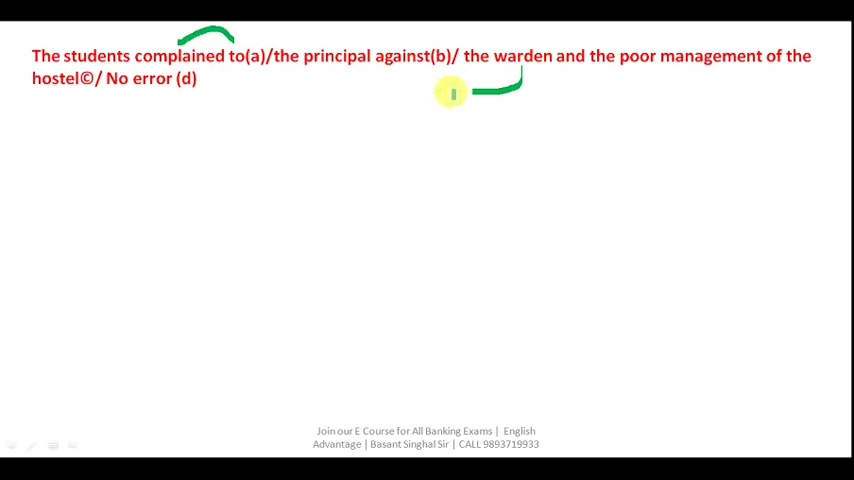 The students complained to(a)/the principal against(b)/ the warden and the poor management of the
hostel©/ No error (d)
Join our E Course for All Banking Exams | English
Advantage | Basant Singhal Sir | CALL 9893719933